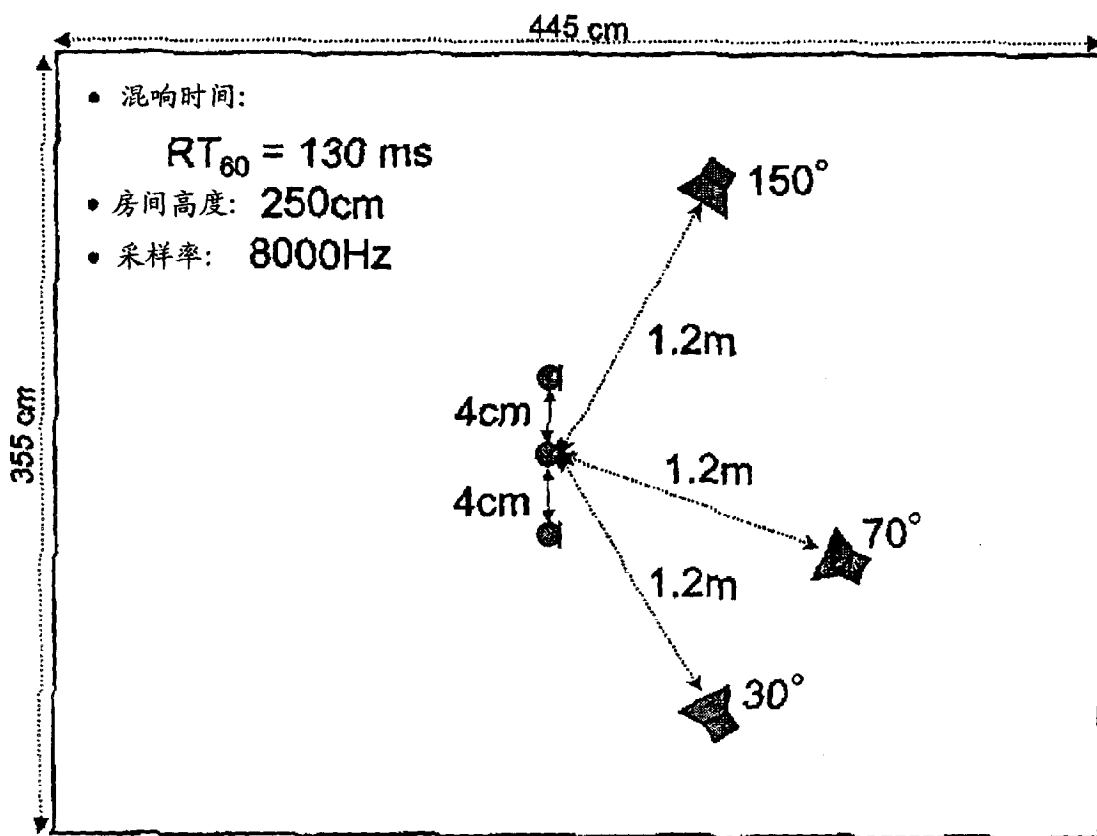 445 cm
• 混响时间:
RT60 = 130 ms
• 房间高度: 250cm
• 采样率: 8000Hz
150°
1.2m
355 cm
4cm
1.2m
4cm
70°
1.2m
30°